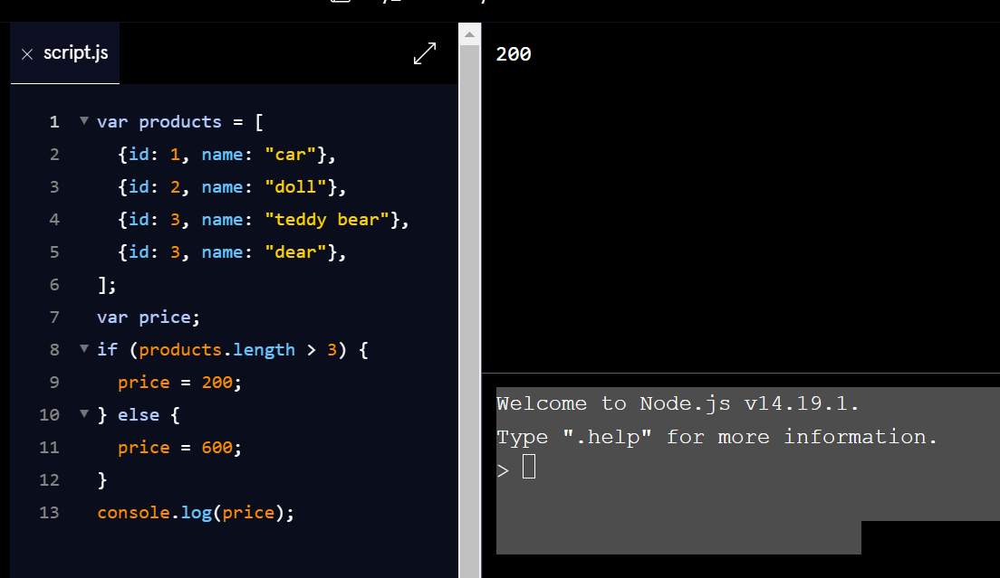 script.js
1 var products = [
2 {id: 1, name: "car"},
3 {id: 2, name: "doll"},
4 {id: 3, name: "teddy bear"},
5 {id: 3, name: "dear"},
6 ];
7 var price;
8 if (products.length > 3) {
9 price = 200;
10 } else {
11 price = 600;
12 }
13 console.log(price);
200
Welcome to Node.js v14.19.1.
Type ".help" for more information.
>